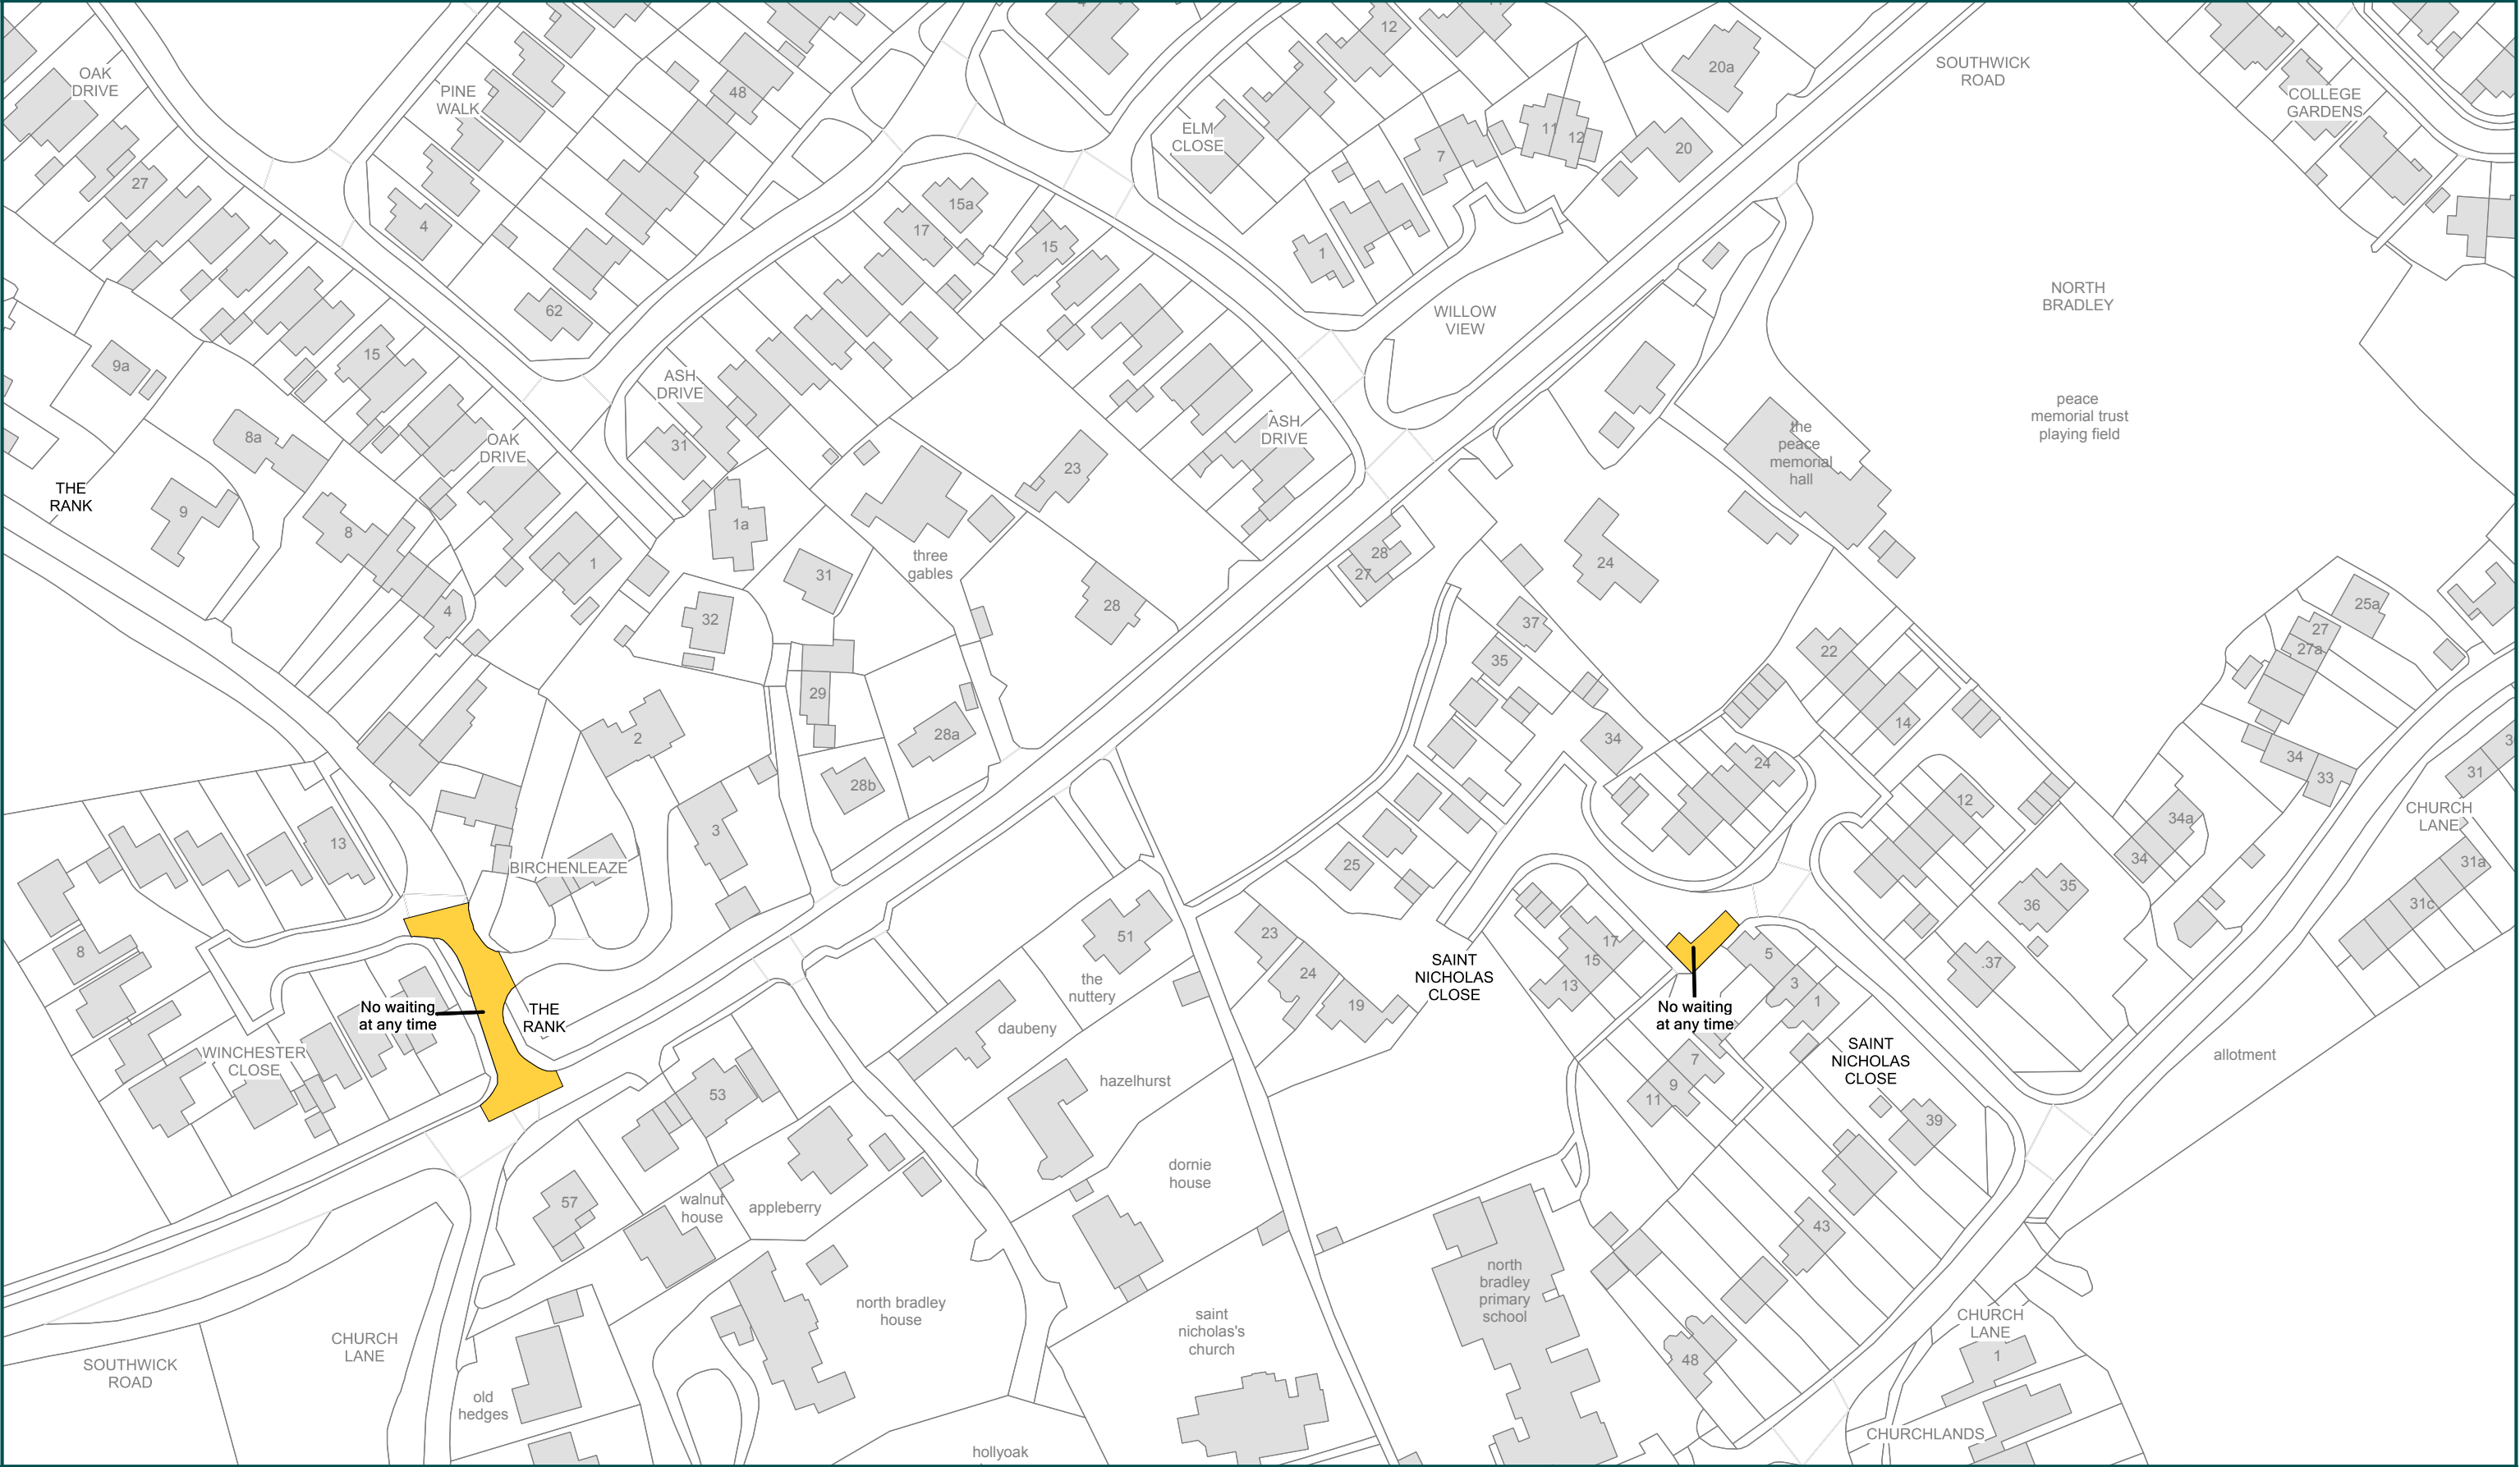 12
20a
SOUTHWICK
ROAD
OAK
DRIVE
PINE
WALK
48
COLLEGE
GARDENS
ELM
CLOSE
11
12
20
7
27
4
15a
17
15
1
NORTH
BRADLEY
62
WILLOW
VIEW
15
9a
ASH
DRIVE
peace
memorial trust
playing field
8a
OAK
DRIVE
31
ASH
DRIVE
the
peace
memorial
hall
23
THE
RANK
9
8
1a
1
three
gables
28
27
24
31
4
32
28
37
35
22
25a
27
27a
29
2
28a
34
14
24
34
33
31
28b
3
13
12
CHURCH
LANE
34a
34
BIRCHENLEAZE
25
31a
35
36
31c
8
51
23
17
15
5
24
13
3
1
37
SAINT
NICHOLAS
CLOSE
19
the
nuttery
daubeny
No waiting
at any time
THE
RANK
No waiting
at any time
WINCHESTER
CLOSE
SAINT
NICHOLAS
CLOSE
allotment
7
9
11
53
hazelhurst
39
57
walnut
house
appleberry
dornie
house
43
north bradley
house
north
bradley
primary
school
saint
nicholas's
church
CHURCH
LANE
SOUTHWICK
ROAD
CHURCH
LANE
1
48
old
hedges
CHURCHLANDS
hollyoak